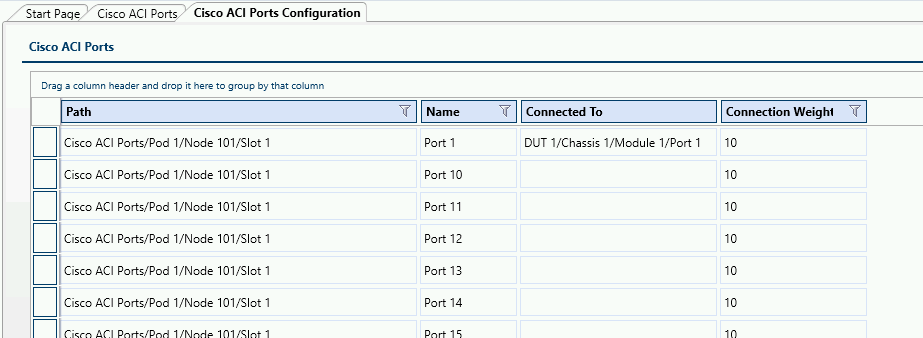 Start Page Cisco ACI Ports Cisco ACI Ports Configuration
Cisco ACI Ports
Drag a column header and drop it here to group by that column
Path Name Connected To Connection Weight
Cisco ACI Ports/Pod 1/Node 101/Slot 1 Port 1 DUT 1/Chassis 1/Module 1/Port 1 10
Cisco ACI Ports/Pod 1/Node 101/Slot 1 Port 10 10
Cisco ACI Ports/Pod 1/Node 101/Slot 1 Port 11 10
Cisco ACI Ports/Pod 1/Node 101/Slot 1 Port 12 10
Cisco ACI Ports/Pod 1/Node 101/Slot 1 Port 13 10
Cisco ACI Ports/Pod 1/Node 101/Slot 1 Port 14 10
Cisco ACI Ports/Pod 1/Node 101/Slot 1 Port 15 10